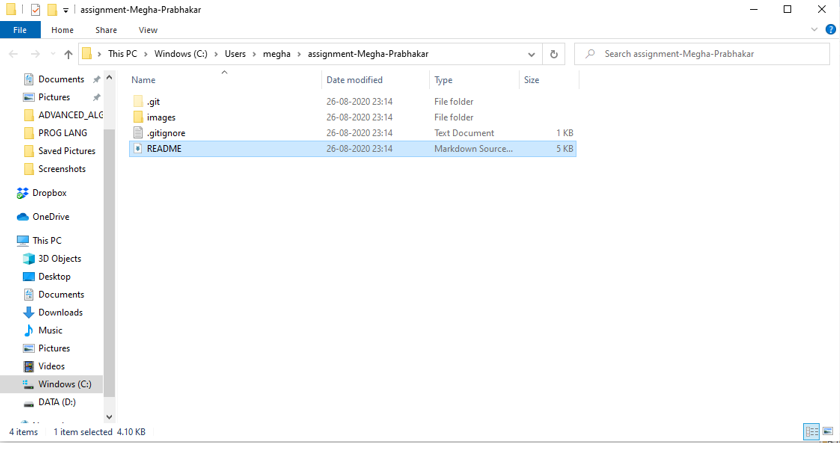 assignment-Megha-Prabhakar
File Home Share View
This PC Windows (C:) Users megha assignment-Megha-Prabhakar Search assignment-Megha-Prabhakar
Name Date modified Type Size
.git 26-08-2020 23:14 File folder
images 26-08-2020 23:14 File folder
.gitignore 26-08-2020 23:14 Text Document 1 KB
README 26-08-2020 23:14 Markdown Source... 5 KB
Documents
Pictures
ADVANCED_ALG
PROG LANG
Saved Pictures
Screenshots
Dropbox
OneDrive
This PC
3D Objects
Desktop
Documents
Downloads
Music
Pictures
Videos
Windows (C:)
DATA (D:)
4 items 1 item selected 4.10 KB